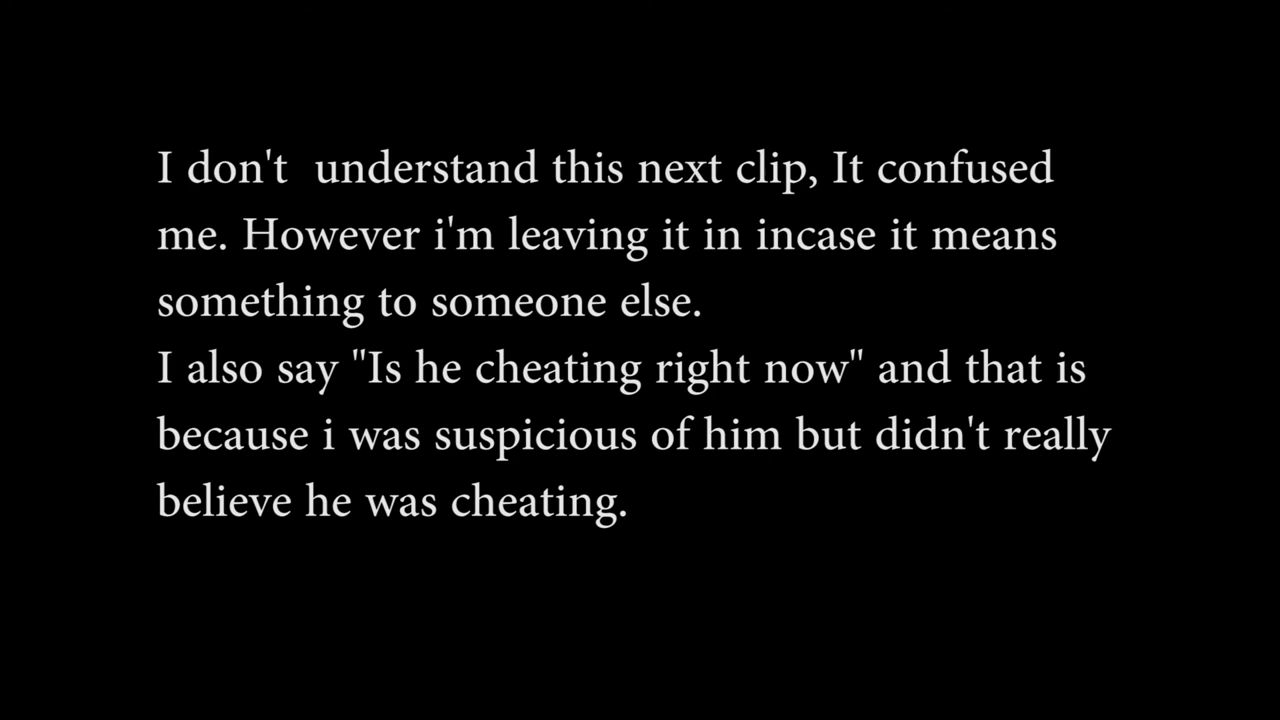 I don't  understand this next clip, It confused
me. However i'm leaving it in incase it means
something to someone else.
I also say "Is he cheating right now" and that is
because i was suspicious of him but didn't really
believe he was cheating.